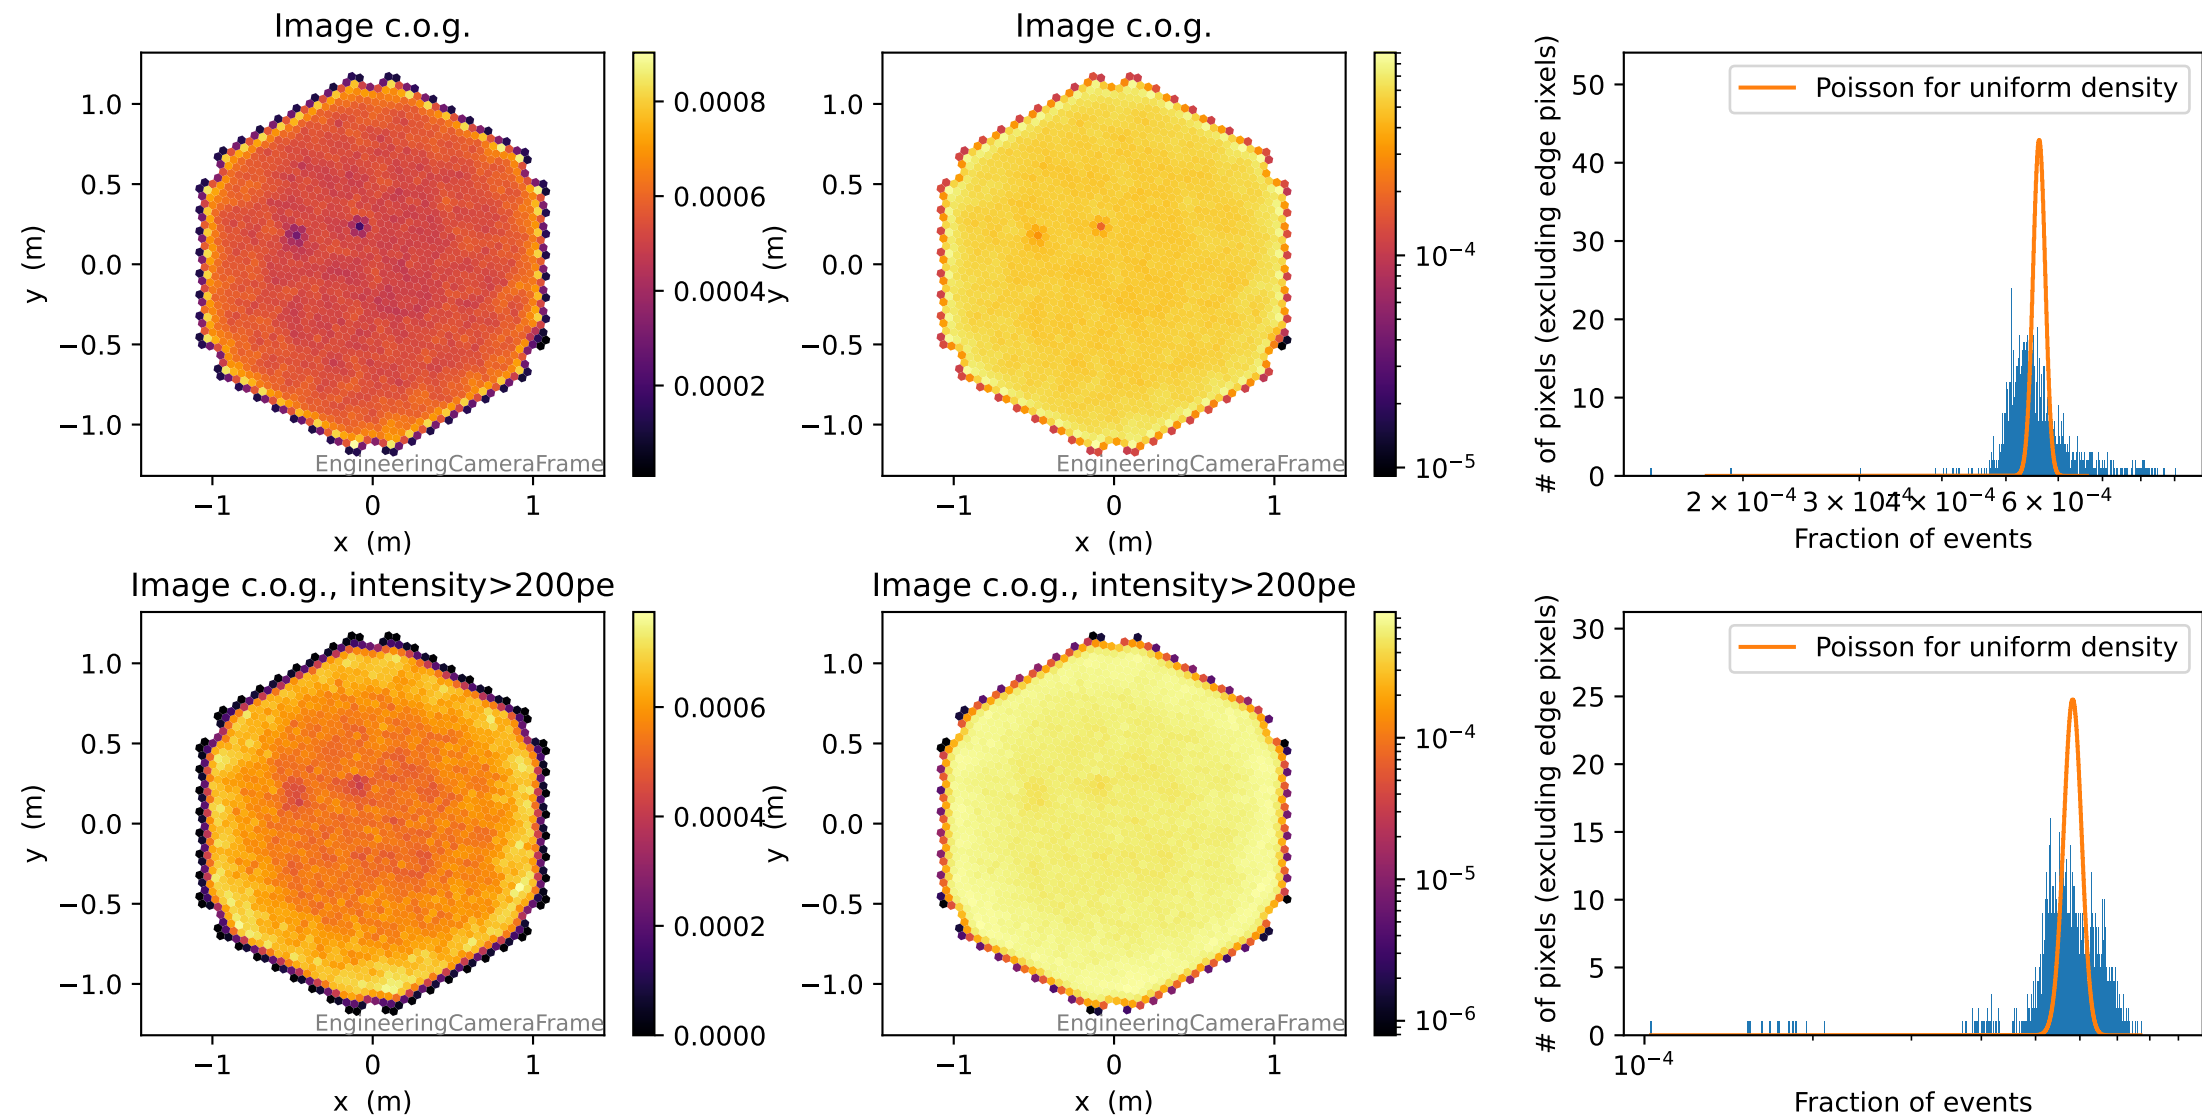 Image c.o.g.
1.0
0.5
0.0
−0.5
−1.0
y (m)
−1
0
1
x (m)
EngineeringCameraFrame
0.0008
0.0006
0.0004
0.0002
Image c.o.g.
1.0
0.5
0.0
−0.5
−1.0
y (m)
−1
0
1
x (m)
EngineeringCameraFrame
10⁻⁴
10⁻⁵
# of pixels (excluding edge pixels)
50
40
30
20
10
0
Poisson for uniform density
2 × 10⁻⁴
3 × 10⁻⁴
4 × 10⁻⁴
6 × 10⁻⁴
Fraction of events
Image c.o.g., intensity>200pe
1.0
0.5
0.0
−0.5
−1.0
y (m)
−1
0
1
x (m)
EngineeringCameraFrame
0.0006
0.0004
0.0002
0.0000
Image c.o.g., intensity>200pe
1.0
0.5
0.0
−0.5
−1.0
y (m)
−1
0
1
x (m)
EngineeringCameraFrame
10⁻⁴
10⁻⁵
10⁻⁶
# of pixels (excluding edge pixels)
30
25
20
15
10
5
0
Poisson for uniform density
10⁻⁴
Fraction of events